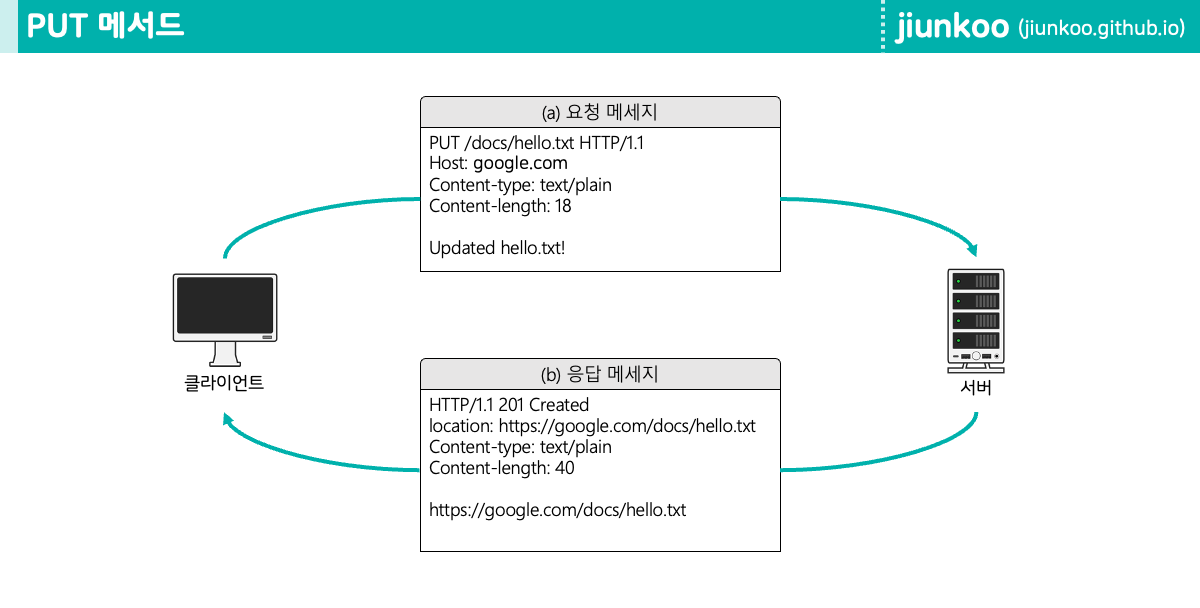 PUT 메서드
jiunkoo (jiunkoo.github.io)
(a) 요청 메세지
PUT /docs/hello.txt HTTP/1.1
Host: google.com
Content-type: text/plain
Content-length: 18
Updated hello.txt!
클라이언트
서버
(b) 응답 메세지
HTTP/1.1 201 Created
location: https://google.com/docs/hello.txt
Content-type: text/plain
Content-length: 40
https://google.com/docs/hello.txt